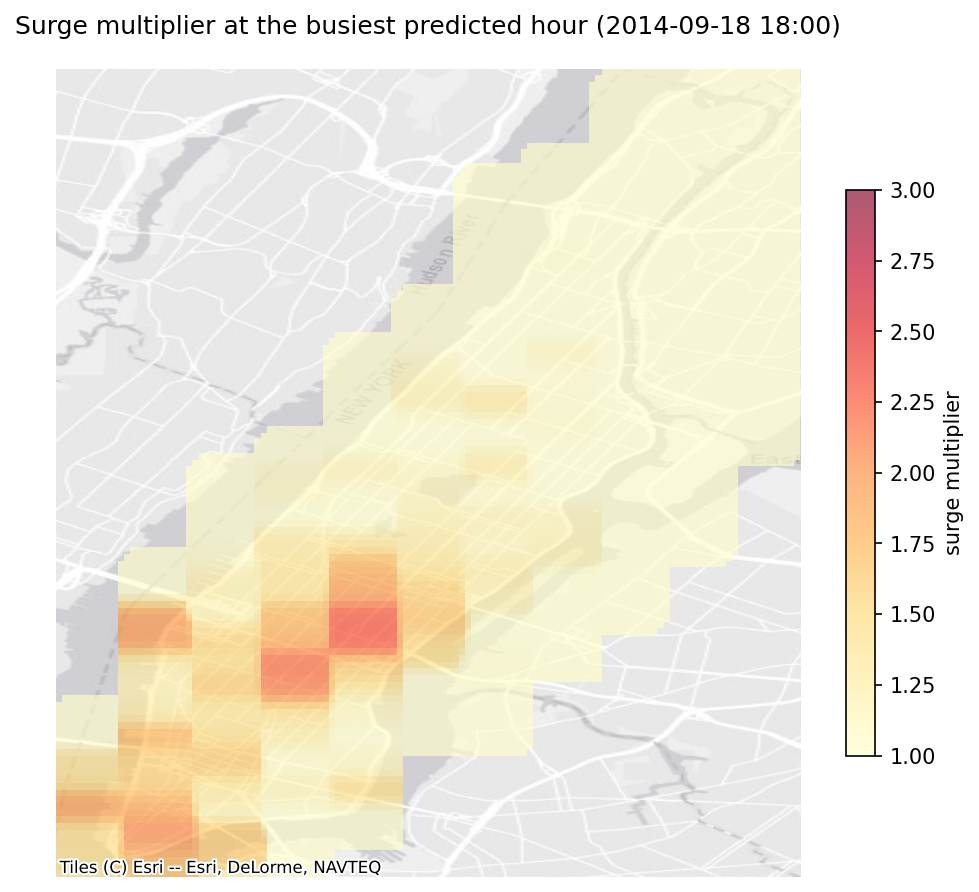 Surge multiplier at the busiest predicted hour (2014-09-18 18:00)
Hudson River
NEW YORK
East
3.00
2.75
2.50
2.25
2.00
1.75
1.50
1.25
1.00
surge multiplier
Tiles (C) Esri -- Esri, DeLorme, NAVTEQ